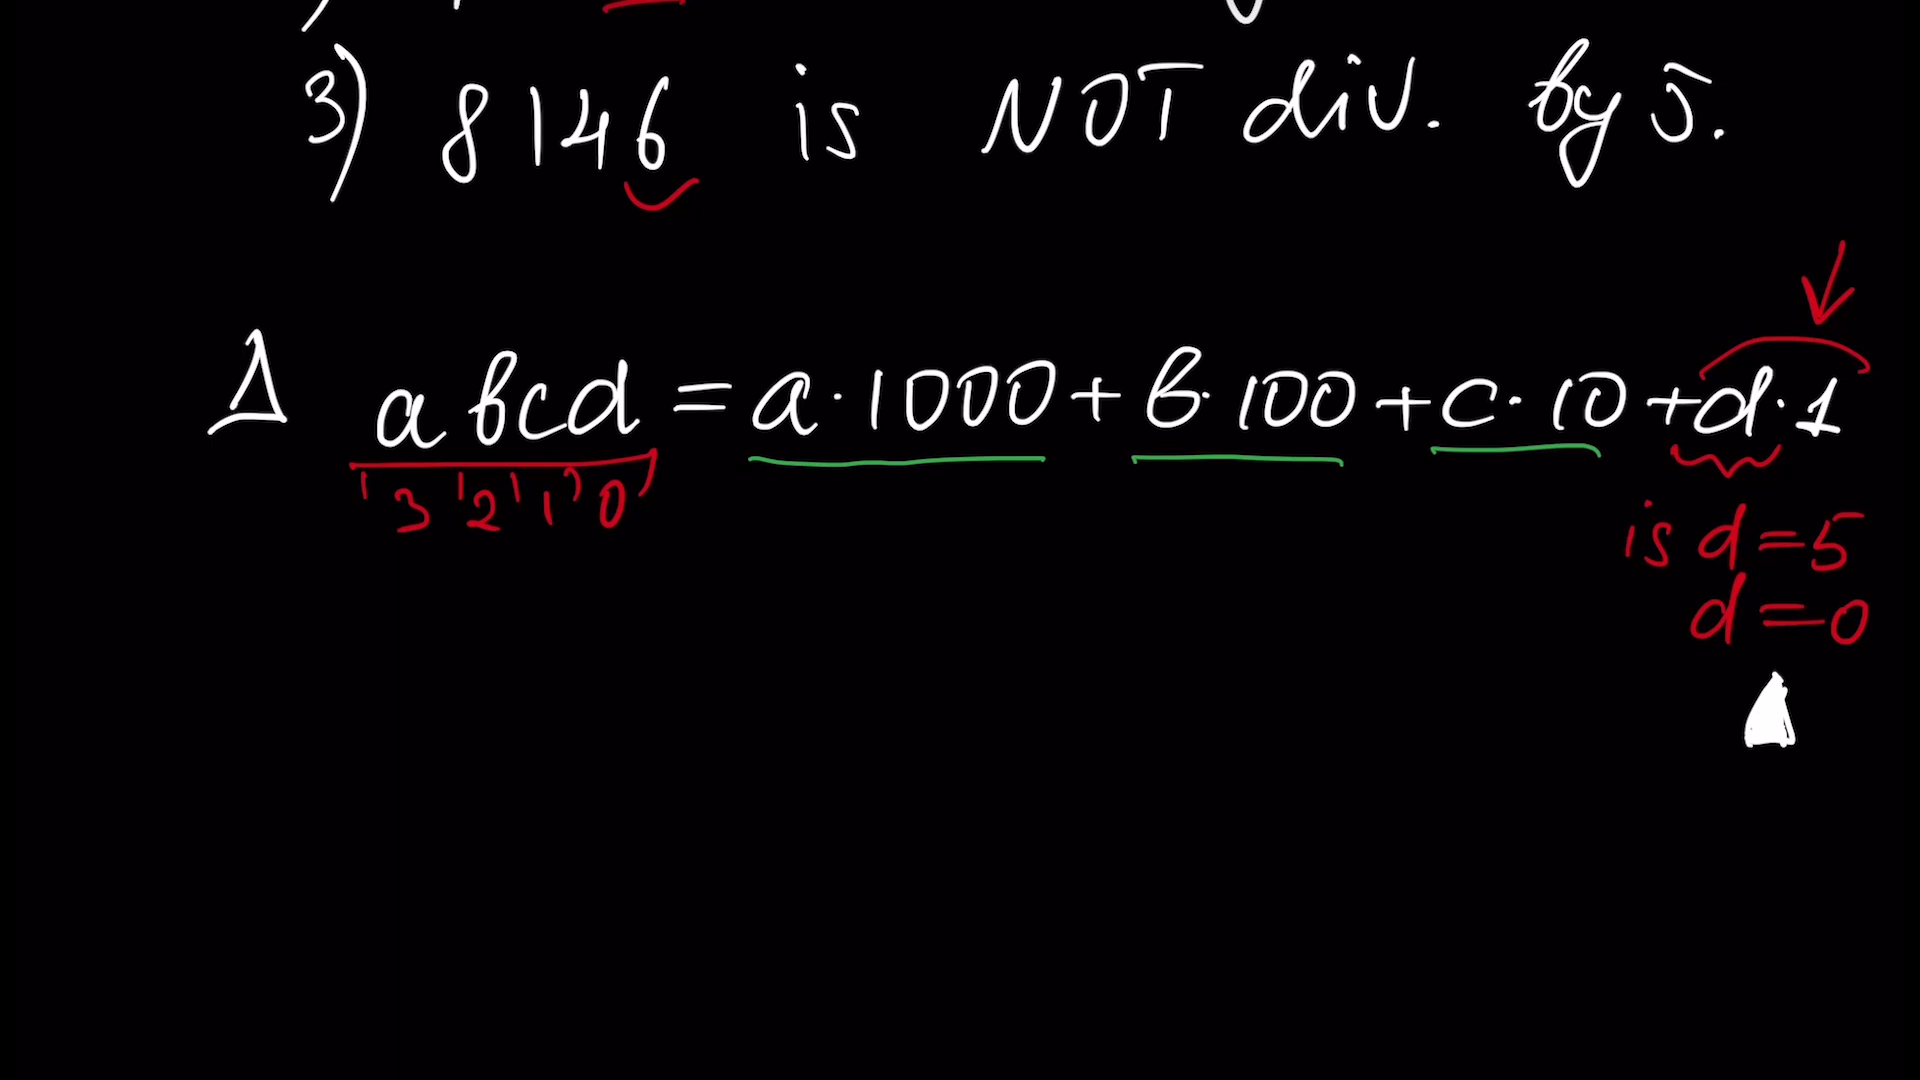 3) 8146 is NOT div. by 5.
Δ abcd = a·1000 + b·100 + c·10 + d·1
3 2 1 0
is d=5
d=0